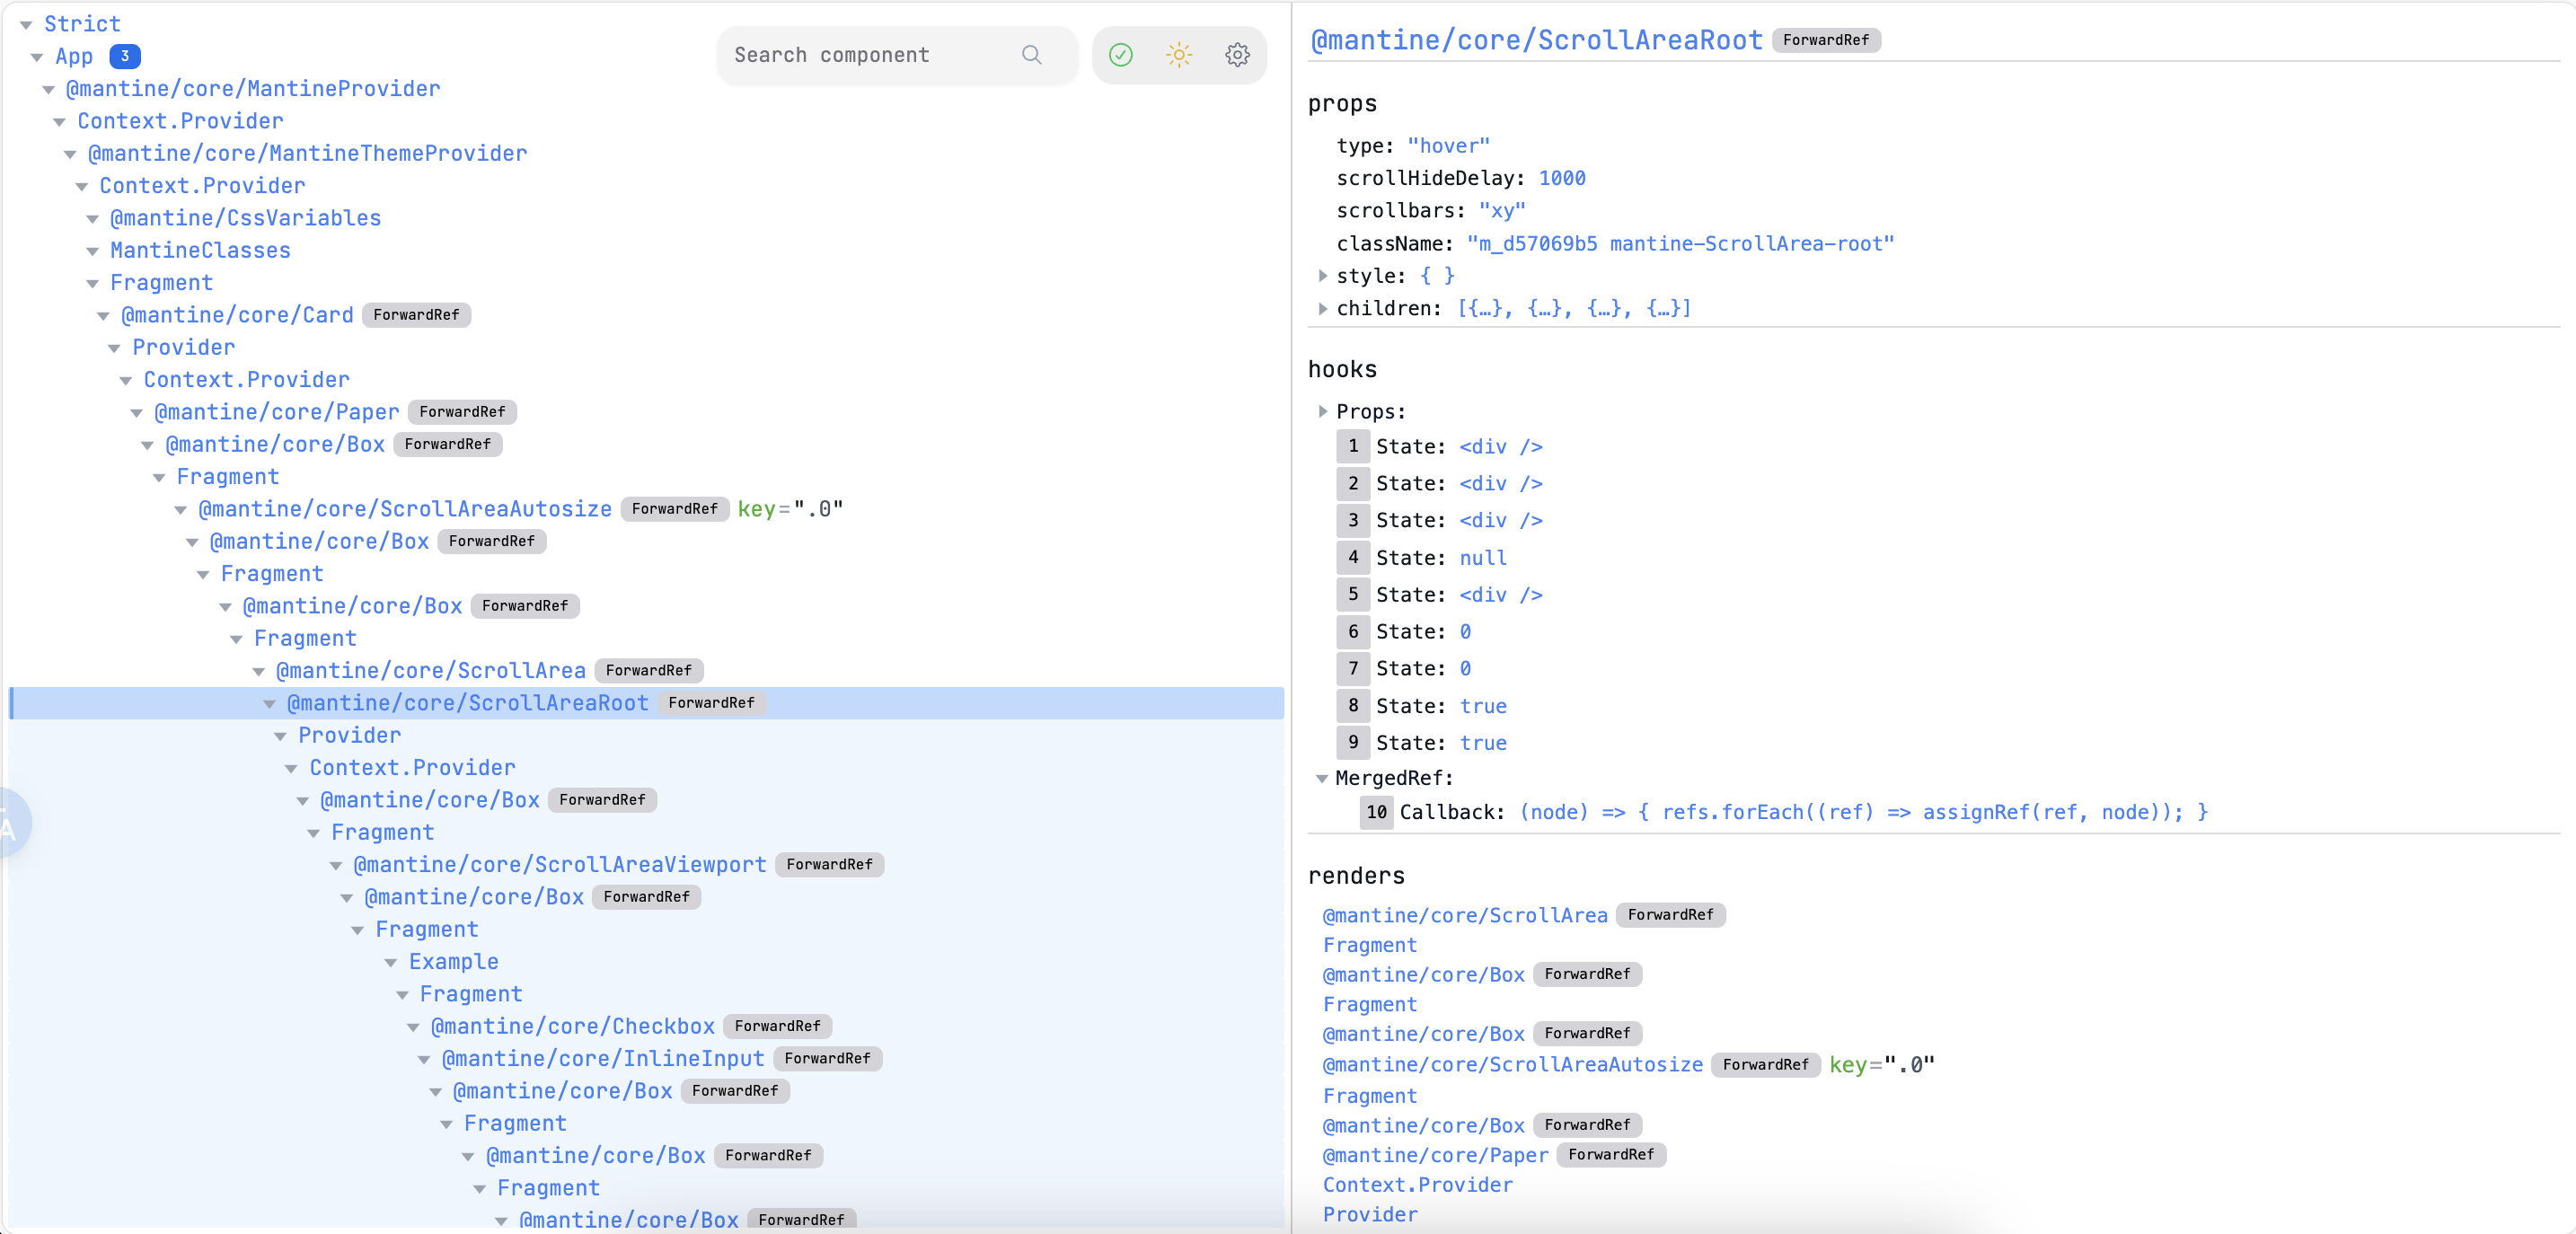 Strict
App 3
@mantine/core/MantineProvider
Context.Provider
@mantine/core/MantineThemeProvider
Context.Provider
@mantine/CssVariables
MantineClasses
Fragment
@mantine/core/Card ForwardRef
Provider
Context.Provider
@mantine/core/Paper ForwardRef
@mantine/core/Box ForwardRef
Fragment
@mantine/core/ScrollAreaAutosize ForwardRef key=".0"
@mantine/core/Box ForwardRef
Fragment
@mantine/core/Box ForwardRef
Fragment
@mantine/core/ScrollArea ForwardRef
@mantine/core/ScrollAreaRoot ForwardRef
Provider
Context.Provider
@mantine/core/Box ForwardRef
Fragment
@mantine/core/ScrollAreaViewport ForwardRef
@mantine/core/Box ForwardRef
Fragment
Example
Fragment
@mantine/core/Checkbox ForwardRef
@mantine/core/InlineInput ForwardRef
@mantine/core/Box ForwardRef
Fragment
@mantine/core/Box ForwardRef
Fragment
@mantine/core/Box ForwardRef
Search component
A
@mantine/core/ScrollAreaRoot ForwardRef
props
type: "hover"
scrollHideDelay: 1000
scrollbars: "xy"
className: "m_d57069b5 mantine-ScrollArea-root"
style: { }
children: [{…}, {…}, {…}, {…}]
hooks
Props:
1 State: <div />
2 State: <div />
3 State: <div />
4 State: null
5 State: <div />
6 State: 0
7 State: 0
8 State: true
9 State: true
MergedRef:
10 Callback: (node) => { refs.forEach((ref) => assignRef(ref, node)); }
renders
@mantine/core/ScrollArea ForwardRef
Fragment
@mantine/core/Box ForwardRef
Fragment
@mantine/core/Box ForwardRef
@mantine/core/ScrollAreaAutosize ForwardRef key=".0"
Fragment
@mantine/core/Box ForwardRef
@mantine/core/Paper ForwardRef
Context.Provider
Provider